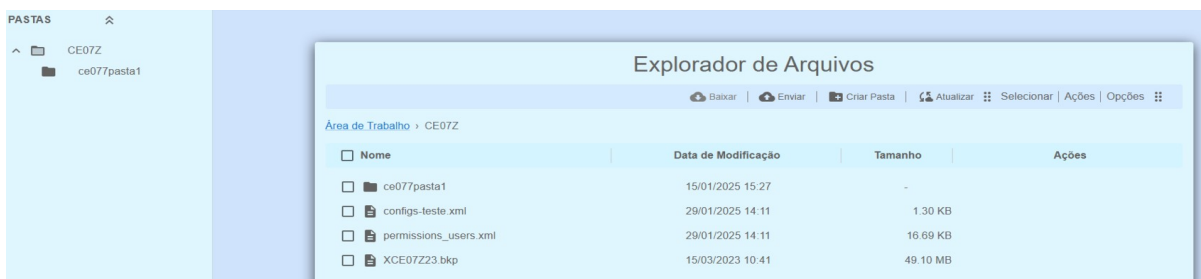 PASTAS
CE07Z
ce077pasta1
Explorador de Arquivos
Baixar | Enviar | Criar Pasta | Atualizar Selecionar | Ações | Opções
Área de Trabalho › CE07Z
Nome Data de Modificação Tamanho Ações
ce077pasta1 15/01/2025 15:27 -
configs-teste.xml 29/01/2025 14:11 1.30 KB
permissions_users.xml 29/01/2025 14:11 16.69 KB
XCE07Z23.bkp 15/03/2023 10:41 49.10 MB